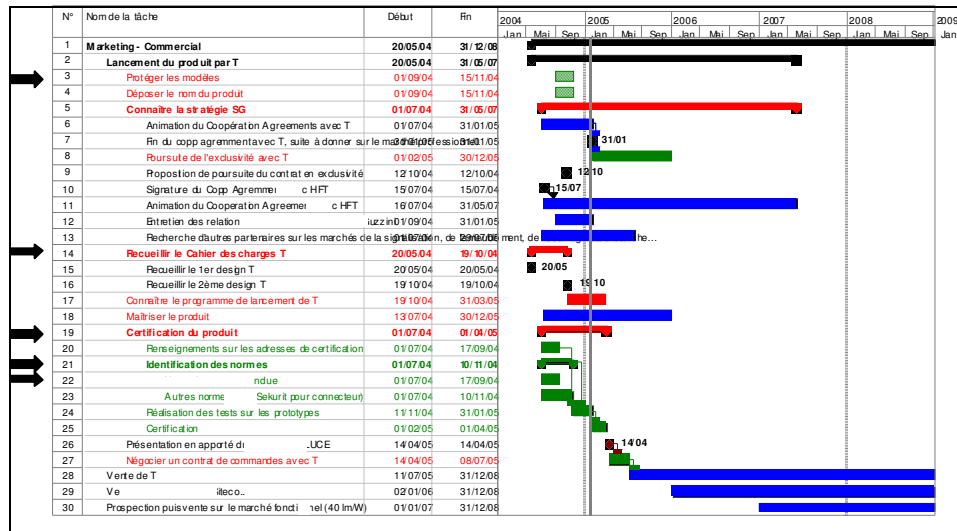 N° Nom de la tâche Début Fin 2004 2005 2006 2007 2008 2009
Jan Mai Sep Jan Mai Sep Jan Mai Sep Jan Mai Sep Jan Mai Sep Jan
1 Marketing - Commercial 20/05/04 31/12/08
2 Lancement du produit par T 20/05/04 31/05/07
3 Protéger les modèles 01/09/04 15/11/04
4 Déposer le nom du produit 01/09/04 15/11/04
5 Connaître la stratégie SG 01/07/04 31/05/07
6 Animation du Coopération Agreements avec T 01/07/04 31/01/05
7 Fin du copp agremment avec T, suite à donner sur le marché professionnel 31/01/05 31/01
8 Poursuite de l'exclusivité avec T 01/02/05 30/12/05
9 Proposition de poursuite du contrat en exclusivité 12/10/04 12/10/04 12/10
10 Signature du Copp Agremmer c HFT 15/07/04 15/07/04 15/07
11 Animation du Cooperation Agreemer c HFT 16/07/04 31/05/07
12 Entretien des relation uzzini 01/09/04 31/01/05
13 Recherche d'autres partenaires sur les marchés de la signalisation, de
14 Recueillir le Cahier des charges T 20/05/04 19/10/04
15 Recueillir le 1er design T 20/05/04 20/05/04 20/05
16 Recueillir le 2ème design T 19/10/04 19/10/04 19/10
17 Connaître le programme de lancement de T 19/10/04 31/03/05
18 Maîtriser le produit 13/07/04 30/12/05
19 Certification du produit 01/07/04 01/04/05
20 Renseignements sur les adresses de certification 01/07/04 17/09/04
21 Identification des normes 01/07/04 10/11/04
22 ndue 01/07/04 17/09/04
23 Autres norme Sekurit pour connecteur) 01/07/04 10/11/04
24 Réalisation des tests sur les prototypes 11/11/04 31/01/05
25 Certification 01/02/05 01/04/05
26 Présentation en apporté du LUCE 14/04/05 14/04/05 14/04
27 Négocier un contrat de commandes avec T 14/04/05 08/07/05
28 Vente de T 11/07/05 31/12/08
29 Ve iteco.. 02/01/06 31/12/08
30 Prospection puis vente sur le marché foncti nel (40 lm/W) 01/01/07 31/12/08